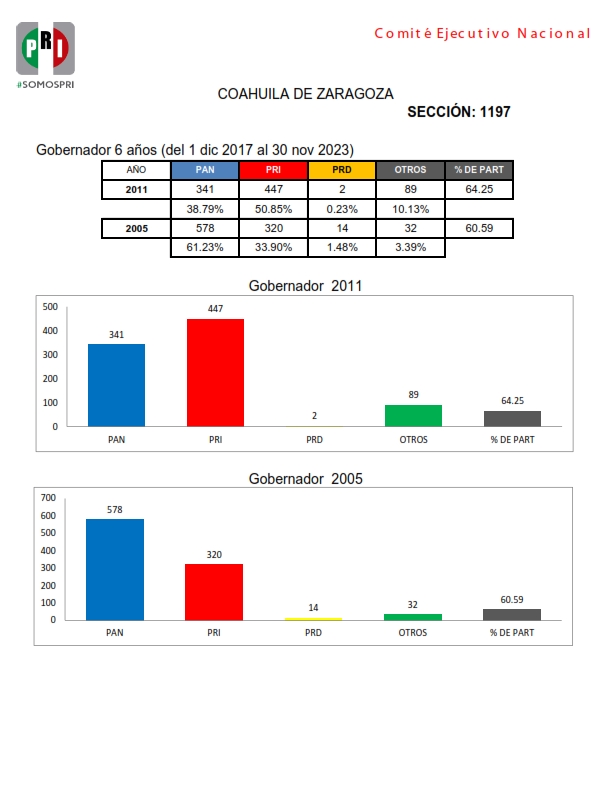 PRI
#SOMOSPRI
Comité Ejecutivo Nacional
COAHUILA DE ZARAGOZA
SECCIÓN: 1197
Gobernador 6 años (del 1 dic 2017 al 30 nov 2023)
AÑO PAN PRI PRD OTROS % DE PART
2011 341 447 2 89 64.25
38.79% 50.85% 0.23% 10.13%
2005 578 320 14 32 60.59
61.23% 33.90% 1.48% 3.39%
Gobernador 2011
500
400
300
200
100
0
341 447 2 89 64.25
PAN PRI PRD OTROS % DE PART
Gobernador 2005
700
600
500
400
300
200
100
0
578 320 14 32 60.59
PAN PRI PRD OTROS % DE PART